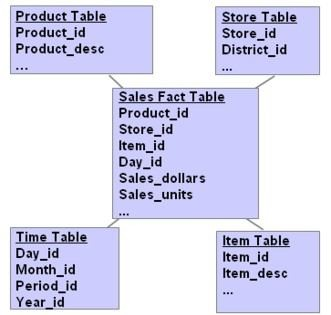 Product Table
Product_id
Product_desc
...
Store Table
Store_id
District_id
...
Sales Fact Table
Product_id
Store_id
Item_id
Day_id
Sales_dollars
Sales_units
...
Time Table
Day_id
Month_id
Period_id
Year_id
Item Table
Item_id
Item_desc
...